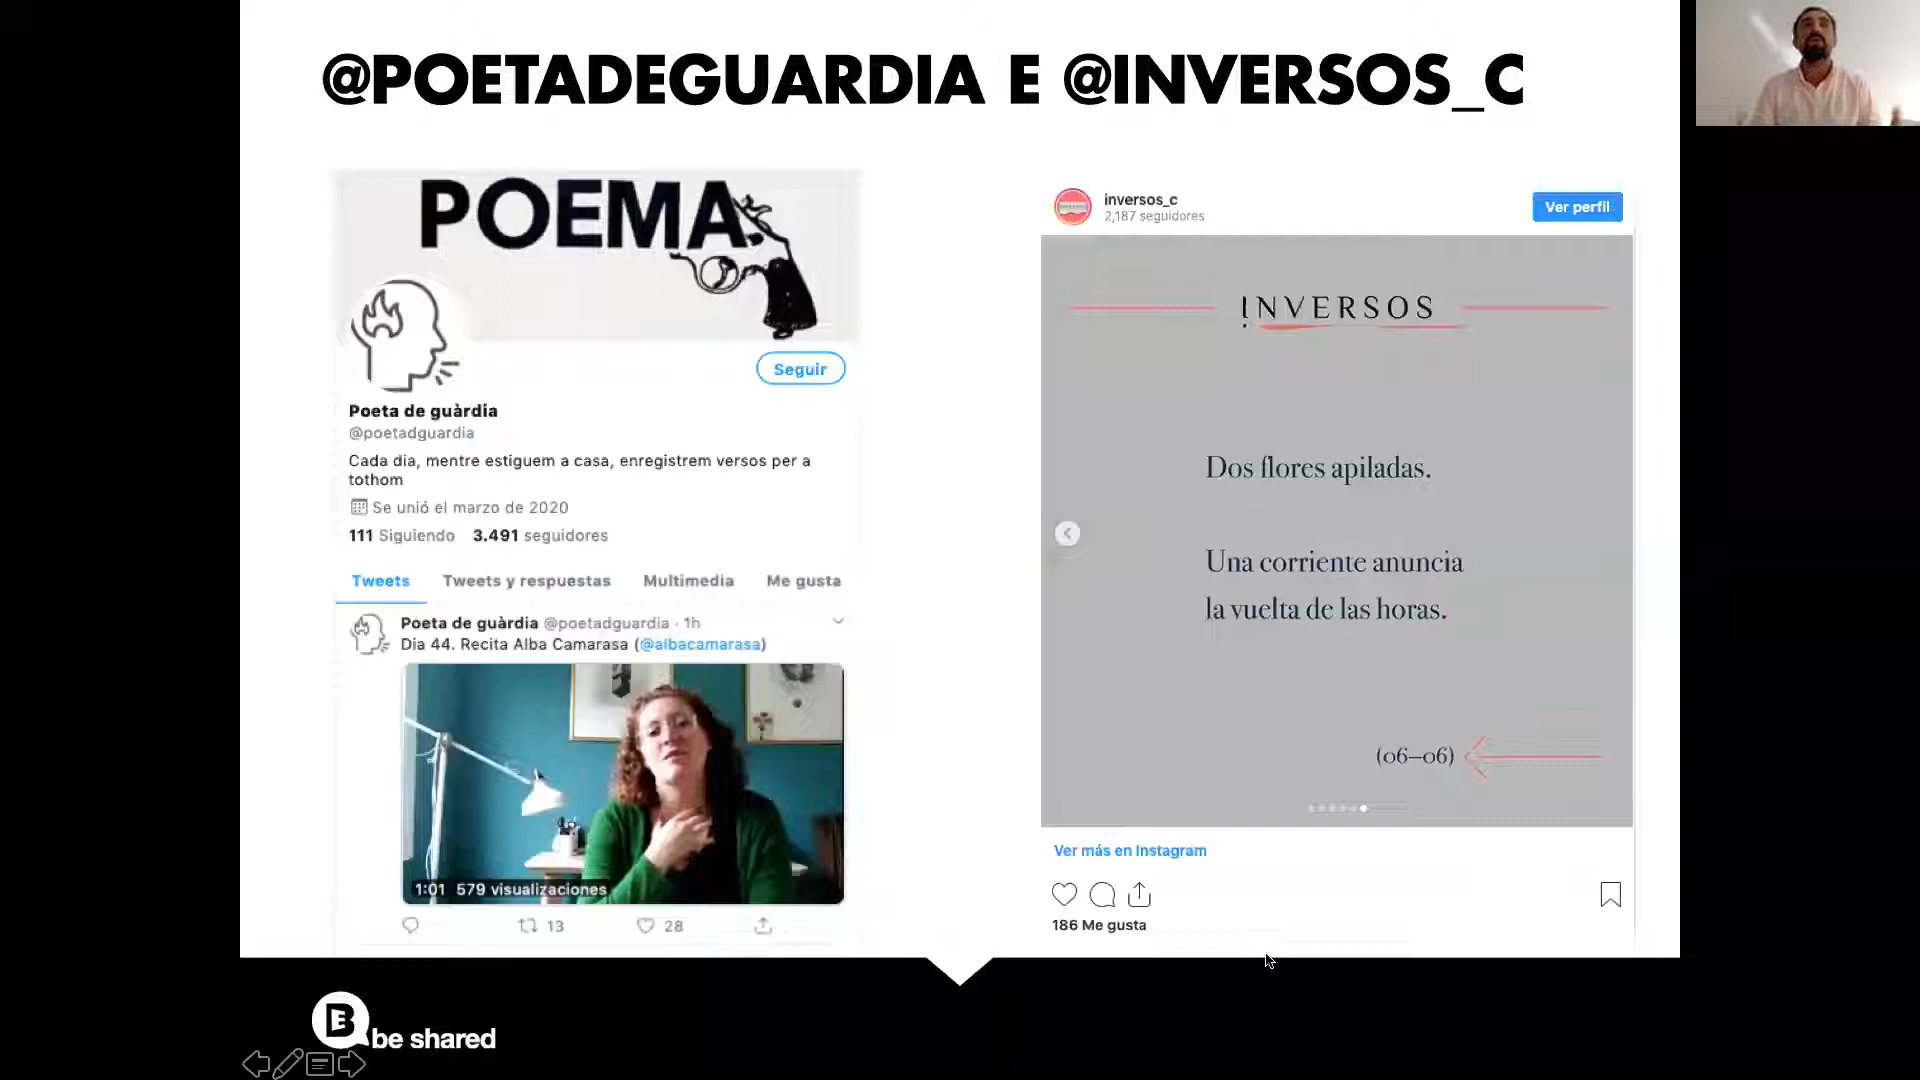 @POETADEGUARDIA E @INVERSOS_C
POEMA
Seguir
Poeta de guàrdia
@poetadguardia
Cada dia, mentre estiguem a casa, enregistrem versos per a
tothom
Se unió el marzo de 2020
111 Siguiendo 3.491 seguidores
Tweets Tweets y respuestas Multimedia Me gusta
Poeta de guàrdia @poetadguardia · 1h
Dia 44. Recita Alba Camarasa (@albacamarasa)
1:01 579 visualizaciones
13 28
inversos_c
2,187 seguidores
Ver perfil
INVERSOS
Dos flores apiladas.
Una corriente anuncia
la vuelta de las horas.
(06–06)
Ver más en Instagram
186 Me gusta
B be shared